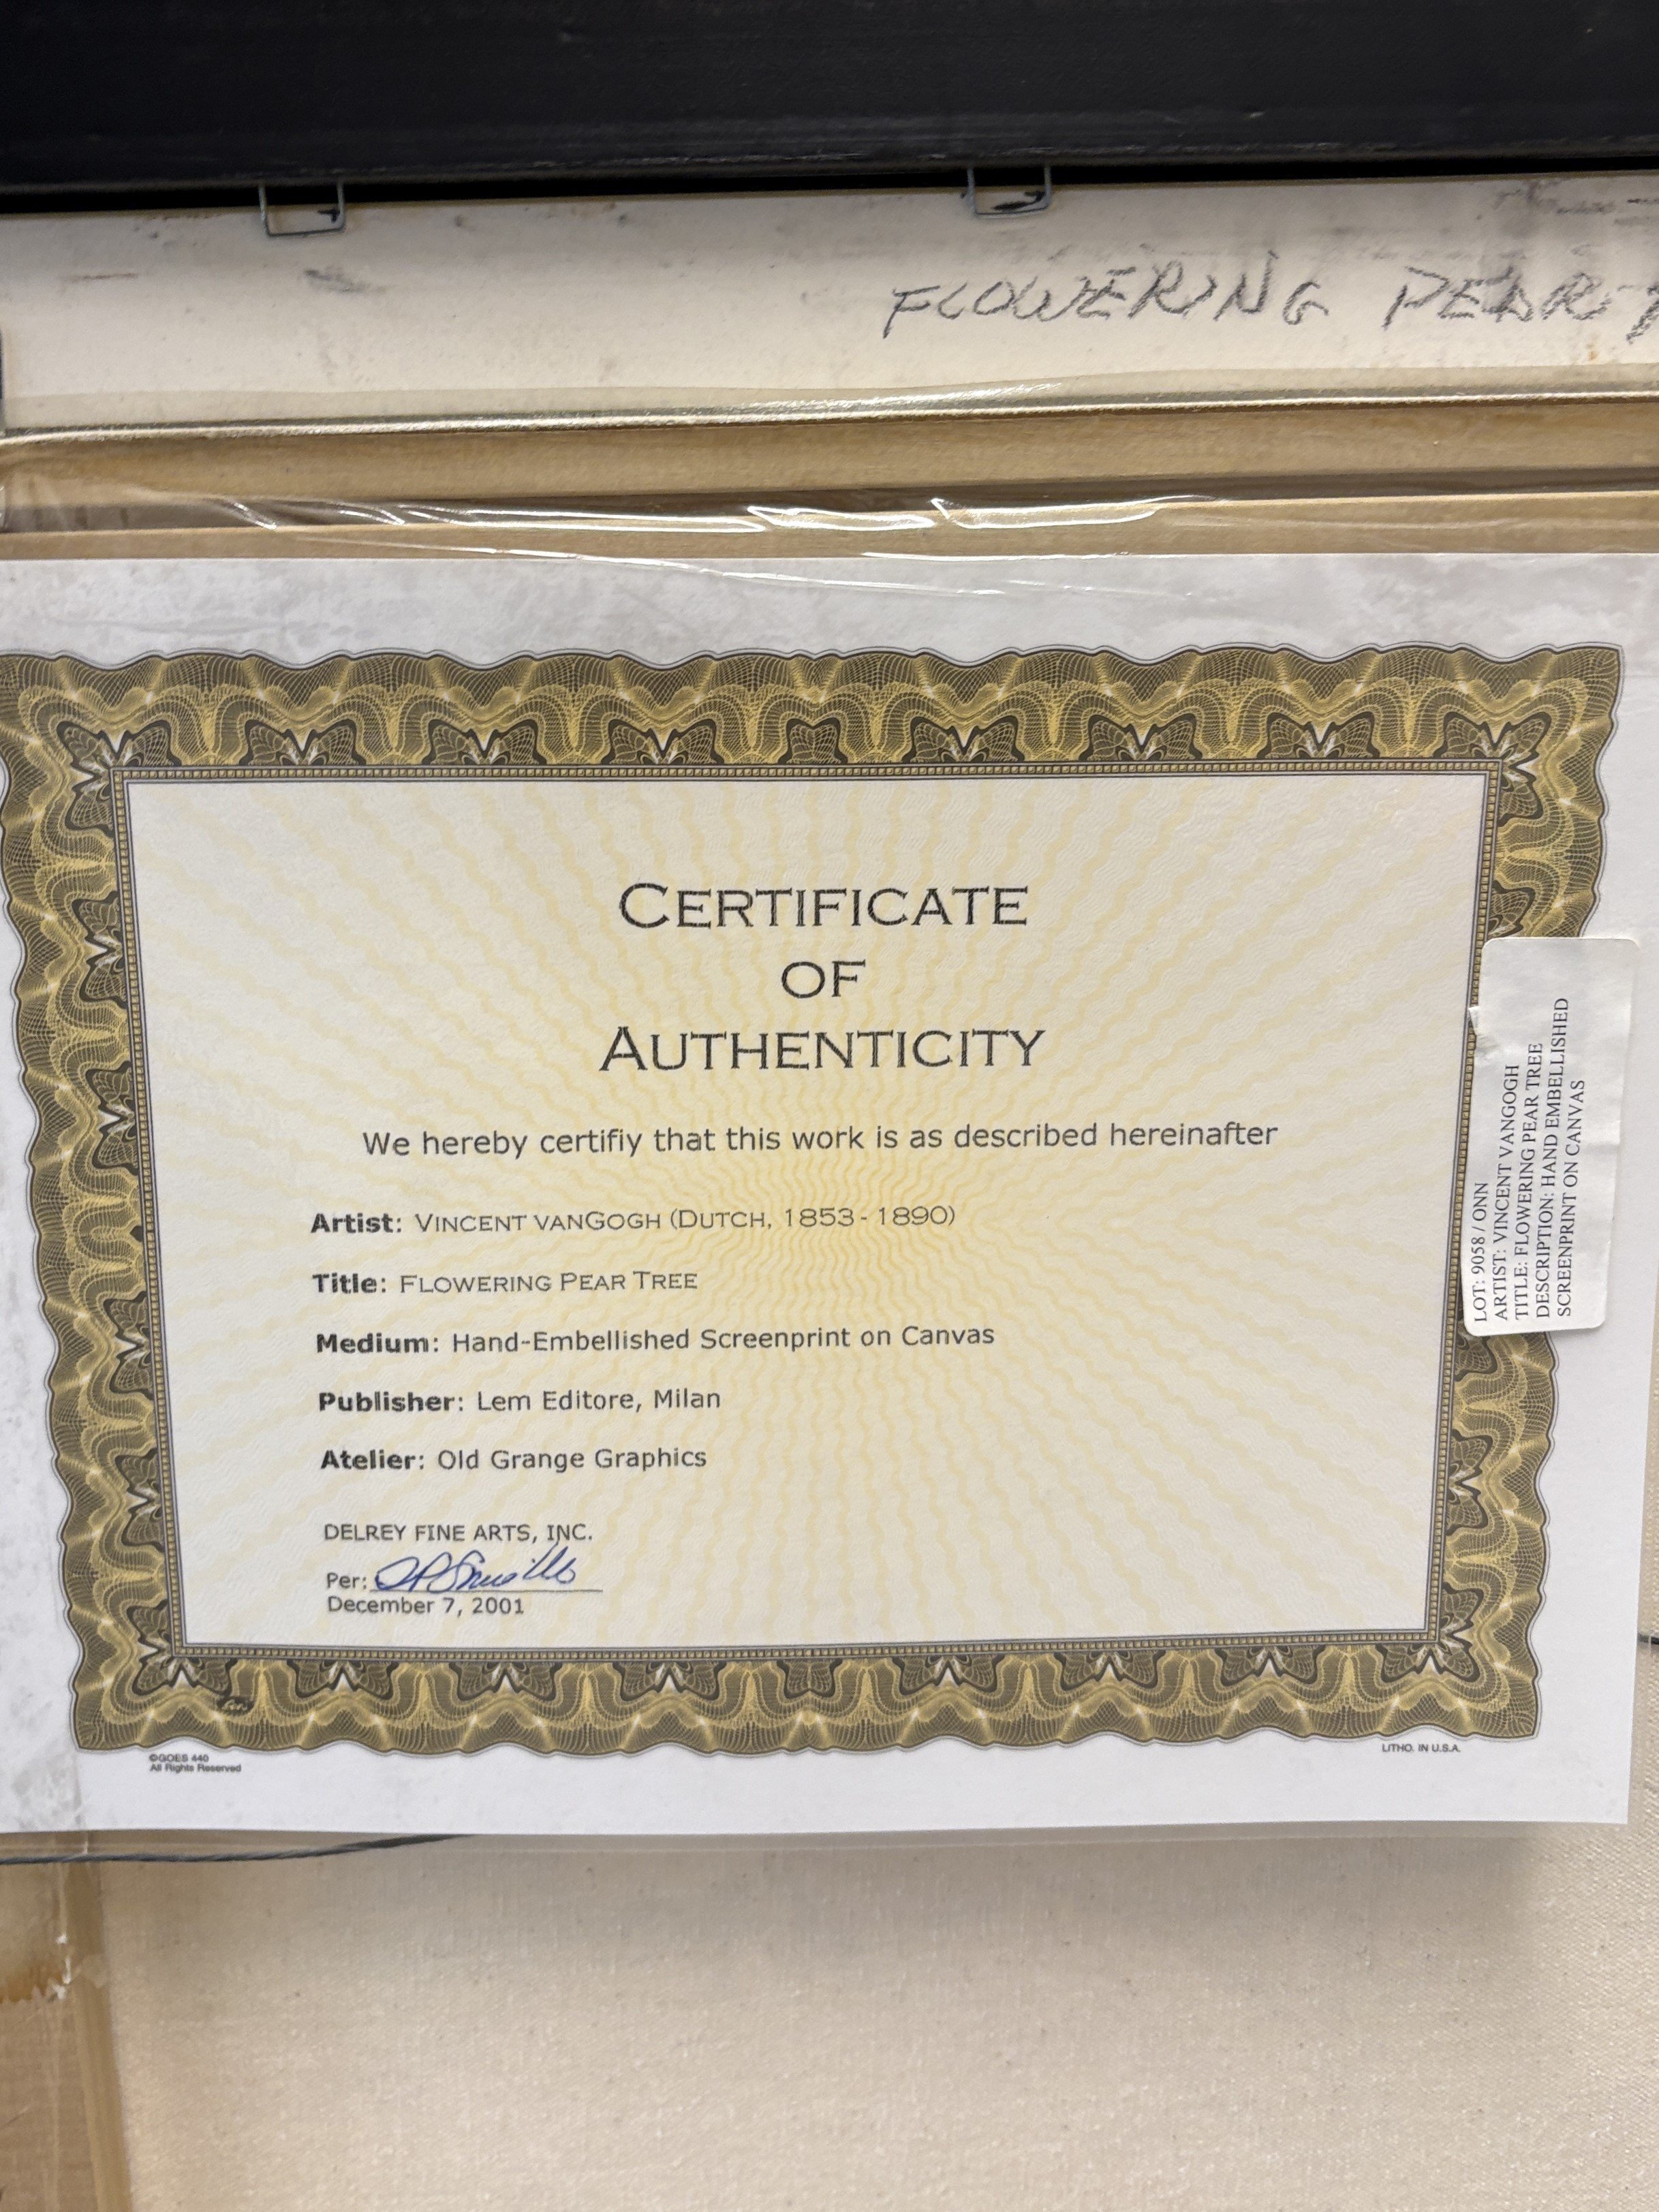 FLOWERING PEAR T
CERTIFICATE
OF
AUTHENTICITY
We hereby certifiy that this work is as described hereinafter
Artist: VINCENT VANGOGH (DUTCH, 1853-1890)
Title: FLOWERING PEAR TREE
Medium: Hand-Embellished Screenprint on Canvas
Publisher: Lem Editore, Milan
Atelier: Old Grange Graphics
DELREY FINE ARTS, INC.
Per:
December 7, 2001
©GOES 440
All Rights Reserved
LITHO. IN U.S.A.
LOT: 9058 / ONN
ARTIST: VINCENT VANGOGH
TITLE: FLOWERING PEAR TREE
DESCRIPTION: HAND EMBELLISHED
SCREENPRINT ON CANVAS